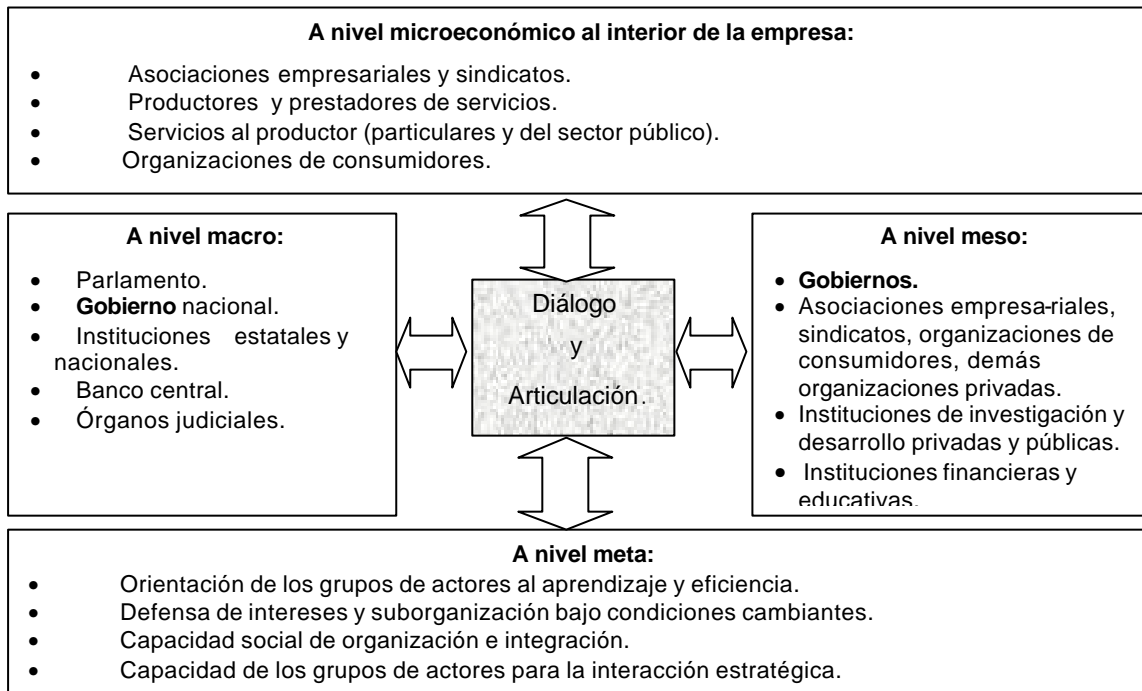 A nivel microeconómico al interior de la empresa:
• Asociaciones empresariales y sindicatos.
• Productores y prestadores de servicios.
• Servicios al productor (particulares y del sector público).
• Organizaciones de consumidores.
A nivel macro:
• Parlamento.
• Gobierno nacional.
• Instituciones estatales y
nacionales.
• Banco central.
• Órganos judiciales.
Diálogo
y
Articulación.
A nivel meso:
• Gobiernos.
• Asociaciones empresa-riales,
sindicatos, organizaciones de
consumidores, demás
organizaciones privadas.
• Instituciones de investigación y
desarrollo privadas y públicas.
• Instituciones financieras y
educativas.
A nivel meta:
• Orientación de los grupos de actores al aprendizaje y eficiencia.
• Defensa de intereses y suborganización bajo condiciones cambiantes.
• Capacidad social de organización e integración.
• Capacidad de los grupos de actores para la interacción estratégica.